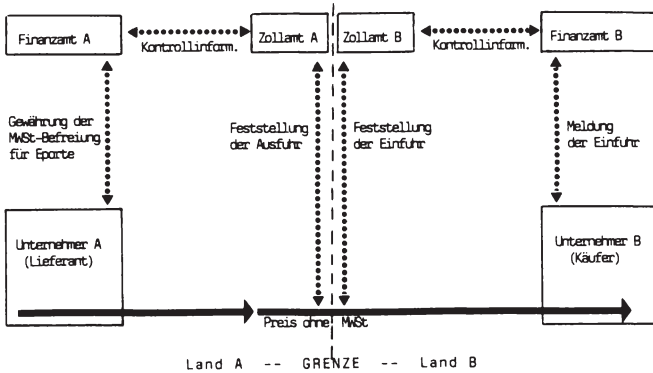 Finanzamt A
Kontrollinform.
Zollamt A
Zollamt B
Kontrollinform.
Finanzamt B
Gewährung der
MWSt-Befreiung
für Eporte
Feststellung
der Ausfuhr
Feststellung
der Einfuhr
Meldung
der Einfuhr
Unternehmer A
(Lieferant)
Unternehmer B
(Käufer)
Preis ohne MWSt
Land A -- GRENZE -- Land B